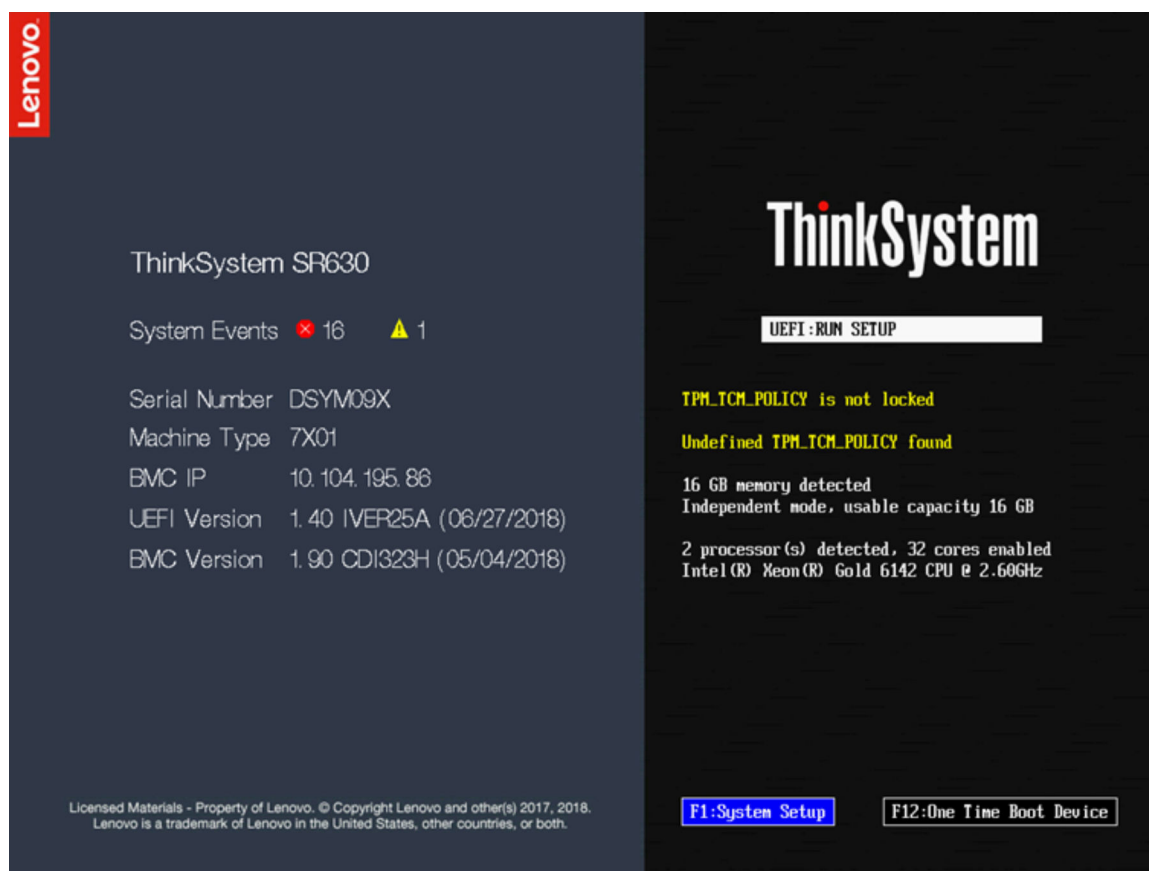 Lenovo.
ThinkSystem SR630
System Events 16 1
Serial Number DSYM09X
Machine Type 7X01
BMC IP 10.104.195.86
UEFI Version 1.40 IVER25A (06/27/2018)
BMC Version 1.90 CDI323H (05/04/2018)
Licensed Materials - Property of Lenovo. © Copyright Lenovo and other(s) 2017, 2018.
Lenovo is a trademark of Lenovo in the United States, other countries, or both.
ThinkSystem
UEFI:RUN SETUP
TPM_TCM_POLICY is not locked
Undefined TPM_TCM_POLICY found
16 GB memory detected
Independent mode, usable capacity 16 GB
2 processor(s) detected, 32 cores enabled
Intel(R) Xeon(R) Gold 6142 CPU @ 2.60GHz
F1:System Setup
F12:One Time Boot Device